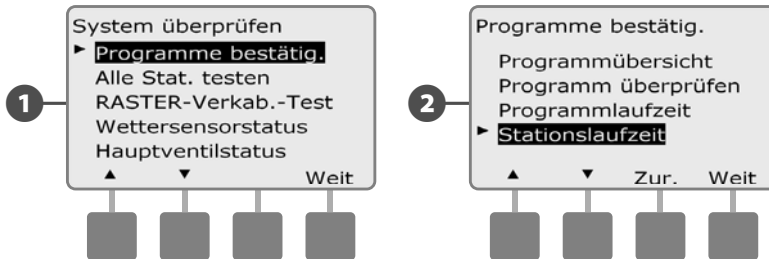 System überprüfen
Programme bestätig.
Alle Stat. testen
RASTER-Verkab.-Test
Wettersensorstatus
Hauptventilstatus
Weit
1
Programme bestätig.
Programmübersicht
Programm überprüfen
Programmlaufzeit
Stationslaufzeit
Zur. Weit
2